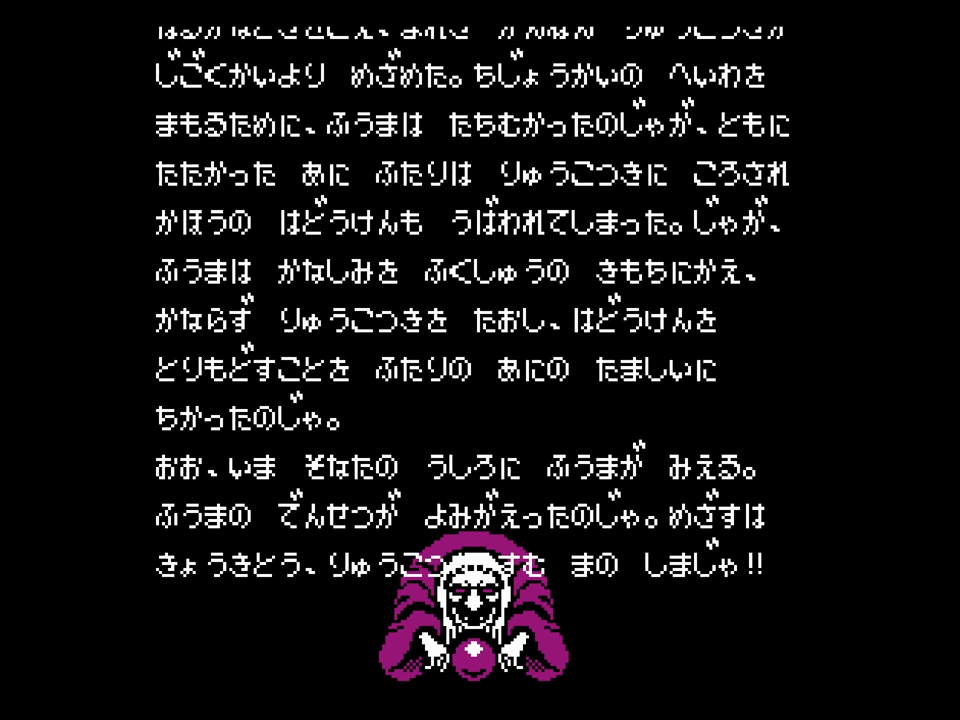 じごくかいより めざめた。ちじょうかいの へいわを
まもるために、ふうまは たちむかったのじゃが、ともに
たたかった あに ふたりは りゅうこつきに ころされ
かほうの はどうけんも うばわれてしまった。じゃが、
ふうまは かなしみを ふくしゅうの きもちにかえ、
かならず りゅうこつきを たおし、はどうけんを
とりもどすことを ふたりの あにの たましいに
ちかったのじゃ。
おお、いま そなたの うしろに ふうまが みえる。
ふうまの でんせつが よみがえったのじゃ。めざすは
きょうきとう、りゅうこつ すむ まの しまじゃ!!